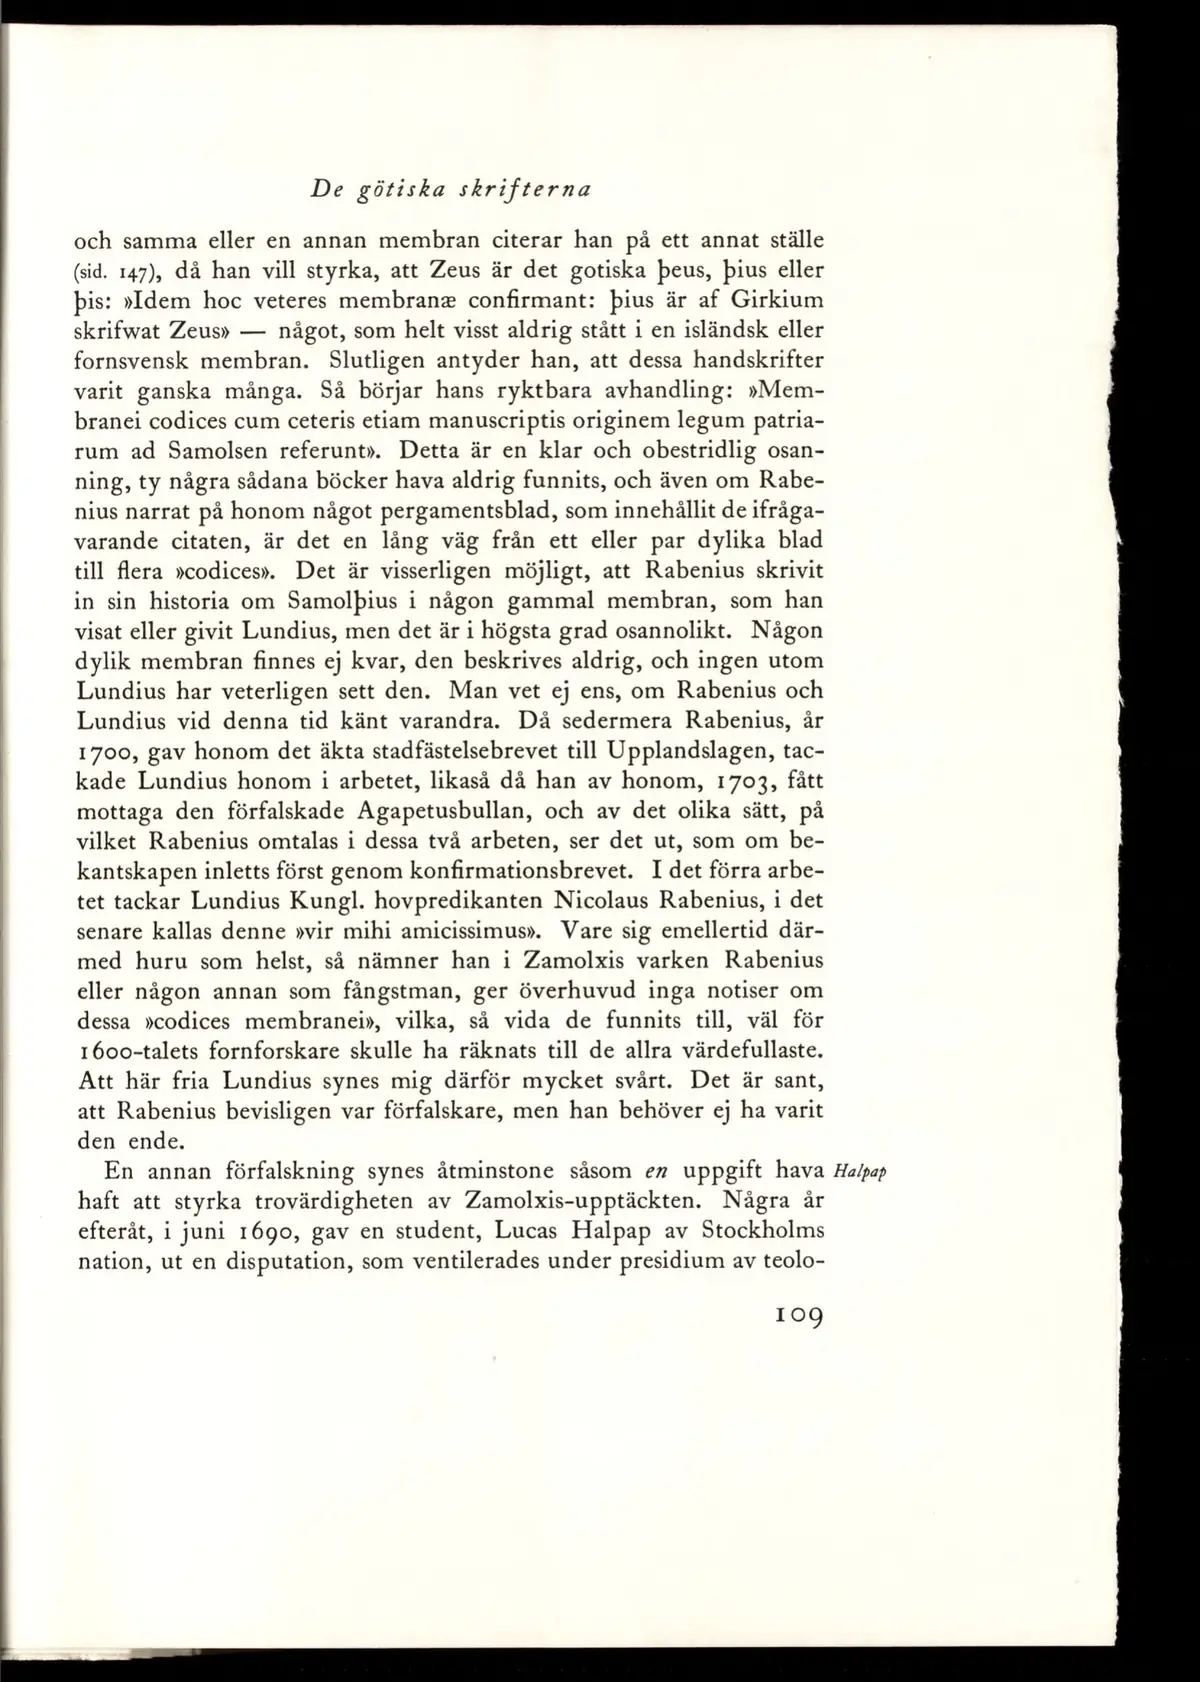 De götiska skrifterna
och samma eller en annan membran citerar han på ett annat ställe
(sid. 147), då han vill styrka, att Zeus är det gotiska þeus, þius eller
þis: »Idem hoc veteres membranæ confirmant: þius är af Girkium
skrifwat Zeus» — något, som helt visst aldrig stått i en isländsk eller
fornsvensk membran. Slutligen antyder han, att dessa handskrifter
varit ganska många. Så börjar hans ryktbara avhandling: »Mem-
branei codices cum ceteris etiam manuscriptis originem legum patria-
rum ad Samolsen referunt». Detta är en klar och obestridlig osan-
ning, ty några sådana böcker hava aldrig funnits, och även om Rabe-
nius narrat på honom något pergamentsblad, som innehållit de ifråga-
varande citaten, är det en lång väg från ett eller par dylika blad
till flera »codices». Det är visserligen möjligt, att Rabenius skrivit
in sin historia om Samolþius i någon gammal membran, som han
visat eller givit Lundius, men det är i högsta grad osannolikt. Någon
dylik membran finnes ej kvar, den beskrives aldrig, och ingen utom
Lundius har veterligen sett den. Man vet ej ens, om Rabenius och
Lundius vid denna tid känt varandra. Då sedermera Rabenius, år
1700, gav honom det äkta stadfästelsebrevet till Upplandslagen, tac-
kade Lundius honom i arbetet, likaså då han av honom, 1703, fått
mottaga den förfalskade Agapetusbullan, och av det olika sätt, på
vilket Rabenius omtalas i dessa två arbeten, ser det ut, som om be-
kantskapen inletts först genom konfirmationsbrevet. I det förra arbe-
tet tackar Lundius Kungl. hovpredikanten Nicolaus Rabenius, i det
senare kallas denne »vir mihi amicissimus». Vare sig emellertid där-
med huru som helst, så nämner han i Zamolxis varken Rabenius
eller någon annan som fångstman, ger överhuvud inga notiser om
dessa »codices membranei», vilka, så vida de funnits till, väl för
1600-talets fornforskare skulle ha räknats till de allra värdefullaste.
Att här fria Lundius synes mig därför mycket svårt. Det är sant,
att Rabenius bevisligen var förfalskare, men han behöver ej ha varit
den ende.
En annan förfalskning synes åtminstone såsom en uppgift hava Halpap
haft att styrka trovärdigheten av Zamolxis-upptäckten. Några år
efteråt, i juni 1690, gav en student, Lucas Halpap av Stockholms
nation, ut en disputation, som ventilerades under presidium av teolo-
109